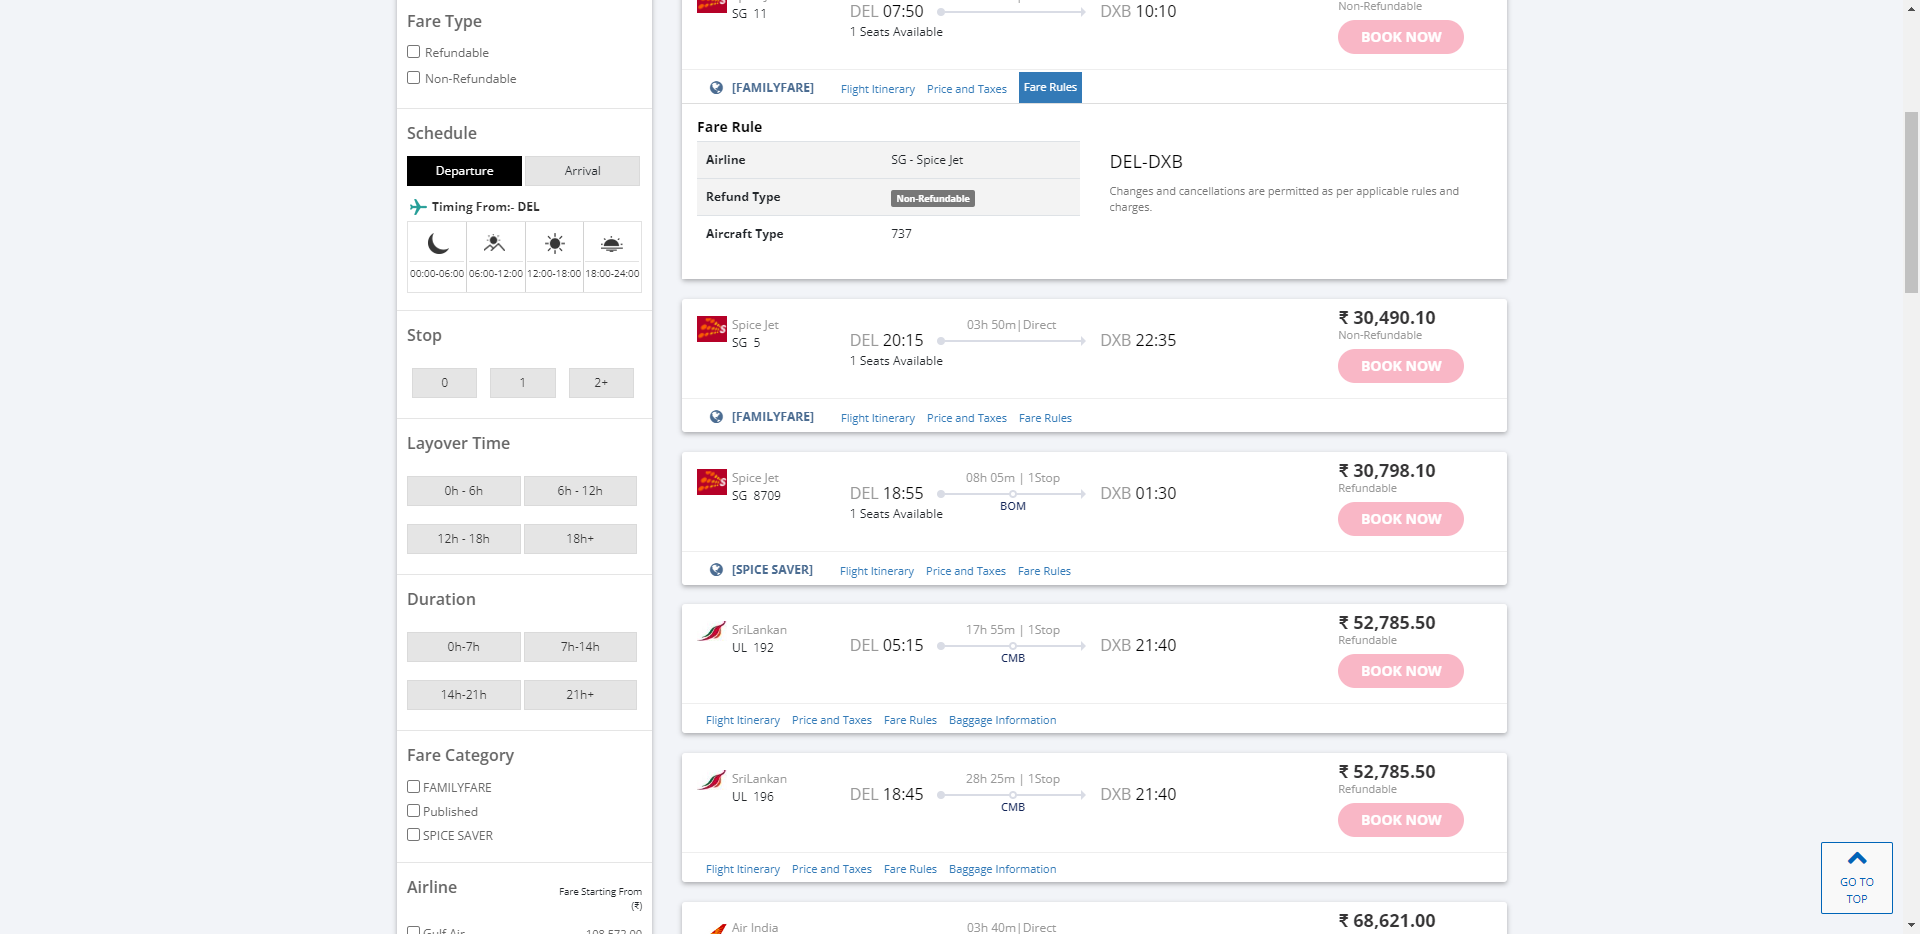 Fare Type
Refundable
Non-Refundable
Schedule
Departure
Arrival
Timing From:- DEL
00:00-06:00
06:00-12:00
12:00-18:00
18:00-24:00
Stop
0
1
2+
Layover Time
0h - 6h
6h - 12h
12h - 18h
18h+
Duration
0h-7h
7h-14h
14h-21h
21h+
Fare Category
FAMILYFARE
Published
SPICE SAVER
Airline
Fare Starting From
(₹)
Gulf Air
SG 11
DEL 07:50
DXB 10:10
1 Seats Available
Non-Refundable
BOOK NOW
[FAMILYFARE]
Flight Itinerary
Price and Taxes
Fare Rules
Fare Rule
Airline
SG - Spice Jet
Refund Type
Non-Refundable
Aircraft Type
737
DEL-DXB
Changes and cancellations are permitted as per applicable rules and
charges.
Spice Jet
SG 5
DEL 20:15
03h 50m|Direct
DXB 22:35
1 Seats Available
₹ 30,490.10
Non-Refundable
BOOK NOW
[FAMILYFARE]
Flight Itinerary
Price and Taxes
Fare Rules
Spice Jet
SG 8709
DEL 18:55
08h 05m | 1Stop
BOM
DXB 01:30
1 Seats Available
₹ 30,798.10
Refundable
BOOK NOW
[SPICE SAVER]
Flight Itinerary
Price and Taxes
Fare Rules
SriLankan
UL 192
DEL 05:15
17h 55m | 1Stop
CMB
DXB 21:40
₹ 52,785.50
Refundable
BOOK NOW
Flight Itinerary
Price and Taxes
Fare Rules
Baggage Information
SriLankan
UL 196
DEL 18:45
28h 25m | 1Stop
CMB
DXB 21:40
₹ 52,785.50
Refundable
BOOK NOW
Flight Itinerary
Price and Taxes
Fare Rules
Baggage Information
Air India
03h 40m|Direct
₹ 68,621.00
GO TO
TOP